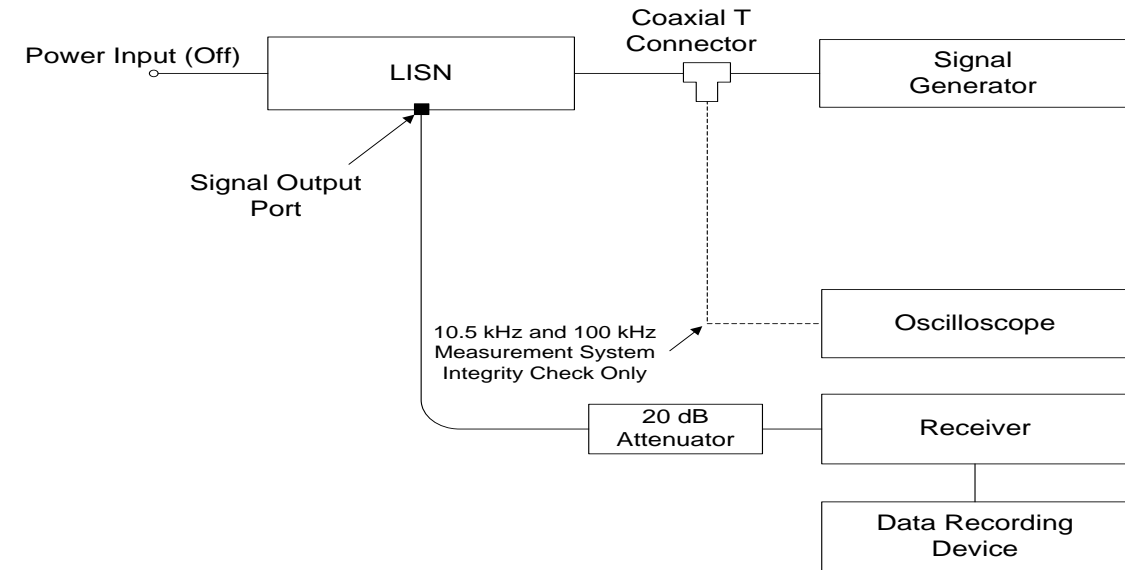 Coaxial T
Connector
Power Input (Off)
LISN
Signal
Generator
Signal Output
Port
10.5 kHz and 100 kHz
Measurement System
Integrity Check Only
Oscilloscope
20 dB
Attenuator
Receiver
Data Recording
Device